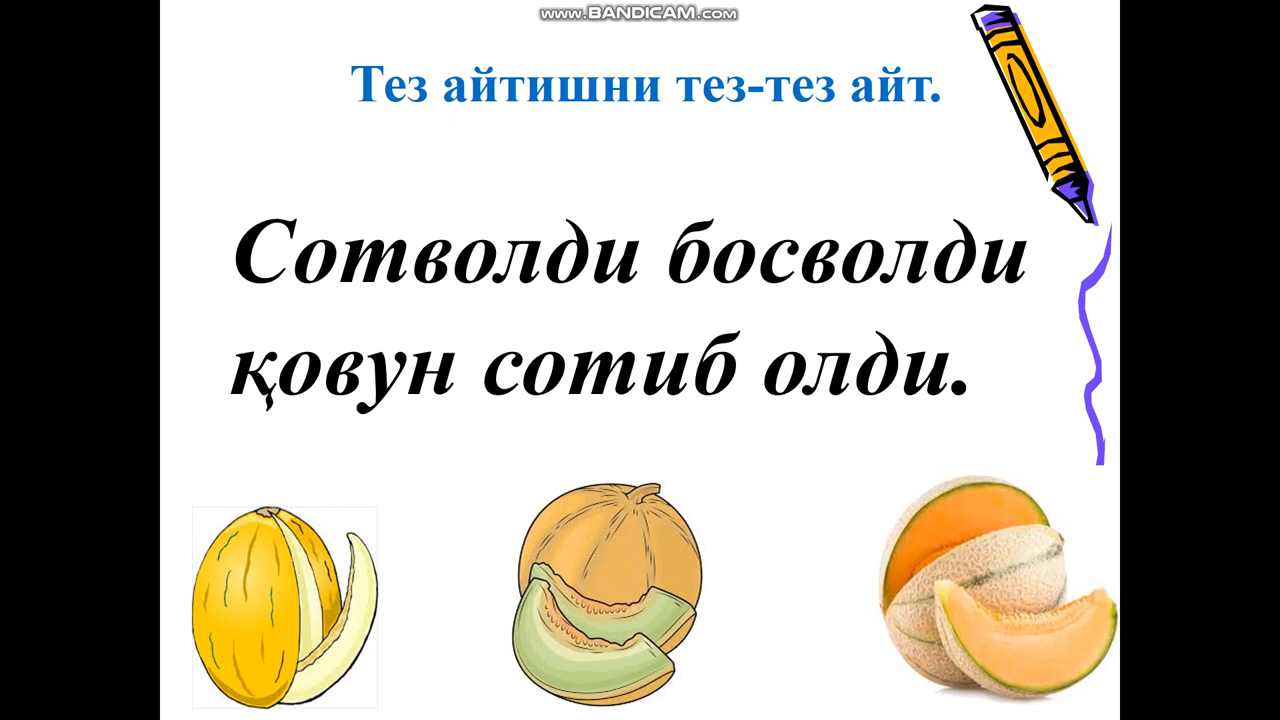 www.BANDICAM.com
Тез айтишни тез-тез айт.
Сотволди босволди
қовун сотиб олди.